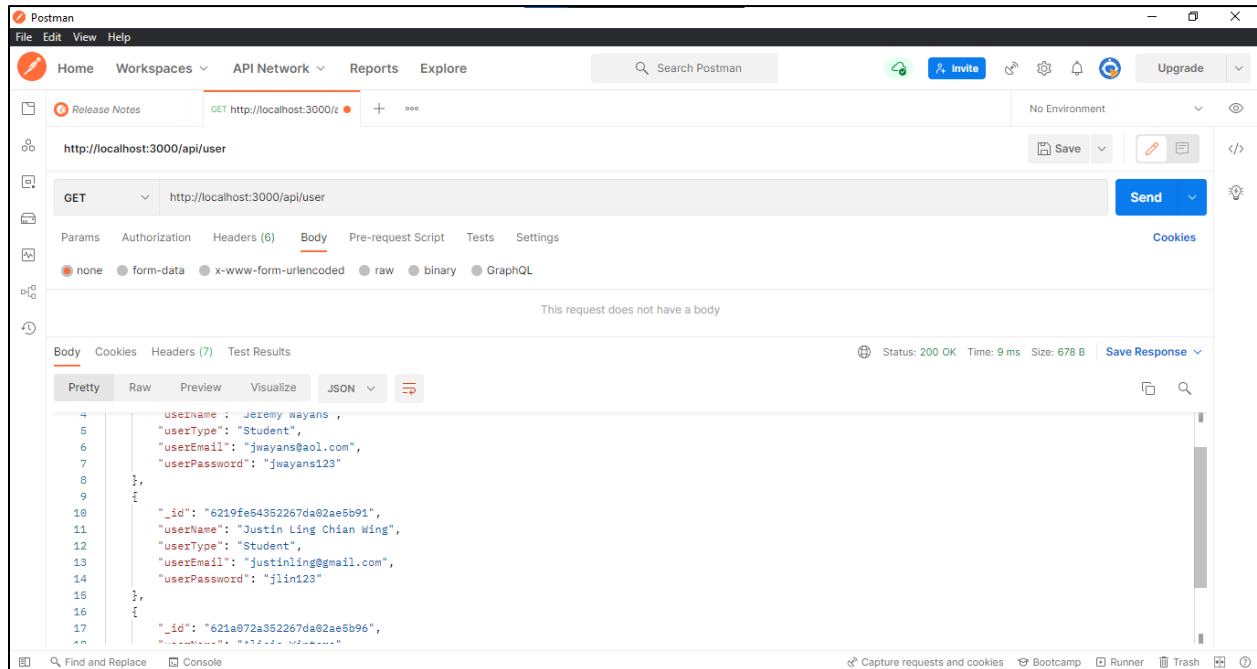 Postman
File Edit View Help
Home Workspaces API Network Reports Explore Search Postman Invite Upgrade
Release Notes GET http://localhost:3000/a No Environment
http://localhost:3000/api/user Save
GET http://localhost:3000/api/user Send
Params Authorization Headers (6) Body Pre-request Script Tests Settings Cookies
none form-data x-www-form-urlencoded raw binary GraphQL
This request does not have a body
Body Cookies Headers (7) Test Results Status: 200 OK Time: 9 ms Size: 678 B Save Response
Pretty Raw Preview Visualize JSON
4 "userName": "Jeremy Wayans",
5 "userType": "Student",
6 "userEmail": "jwayans@aol.com",
7 "userPassword": "jwayans123"
8 },
9 {
10 "_id": "6219fe54352267da02ae5b91",
11 "userName": "Justin Ling Chian Wing",
12 "userType": "Student",
13 "userEmail": "justinling@gmail.com",
14 "userPassword": "jlin123"
15 },
16 {
17 "_id": "621a072a352267da02ae5b96",
Find and Replace Console Capture requests and cookies Bootcamp Runner Trash